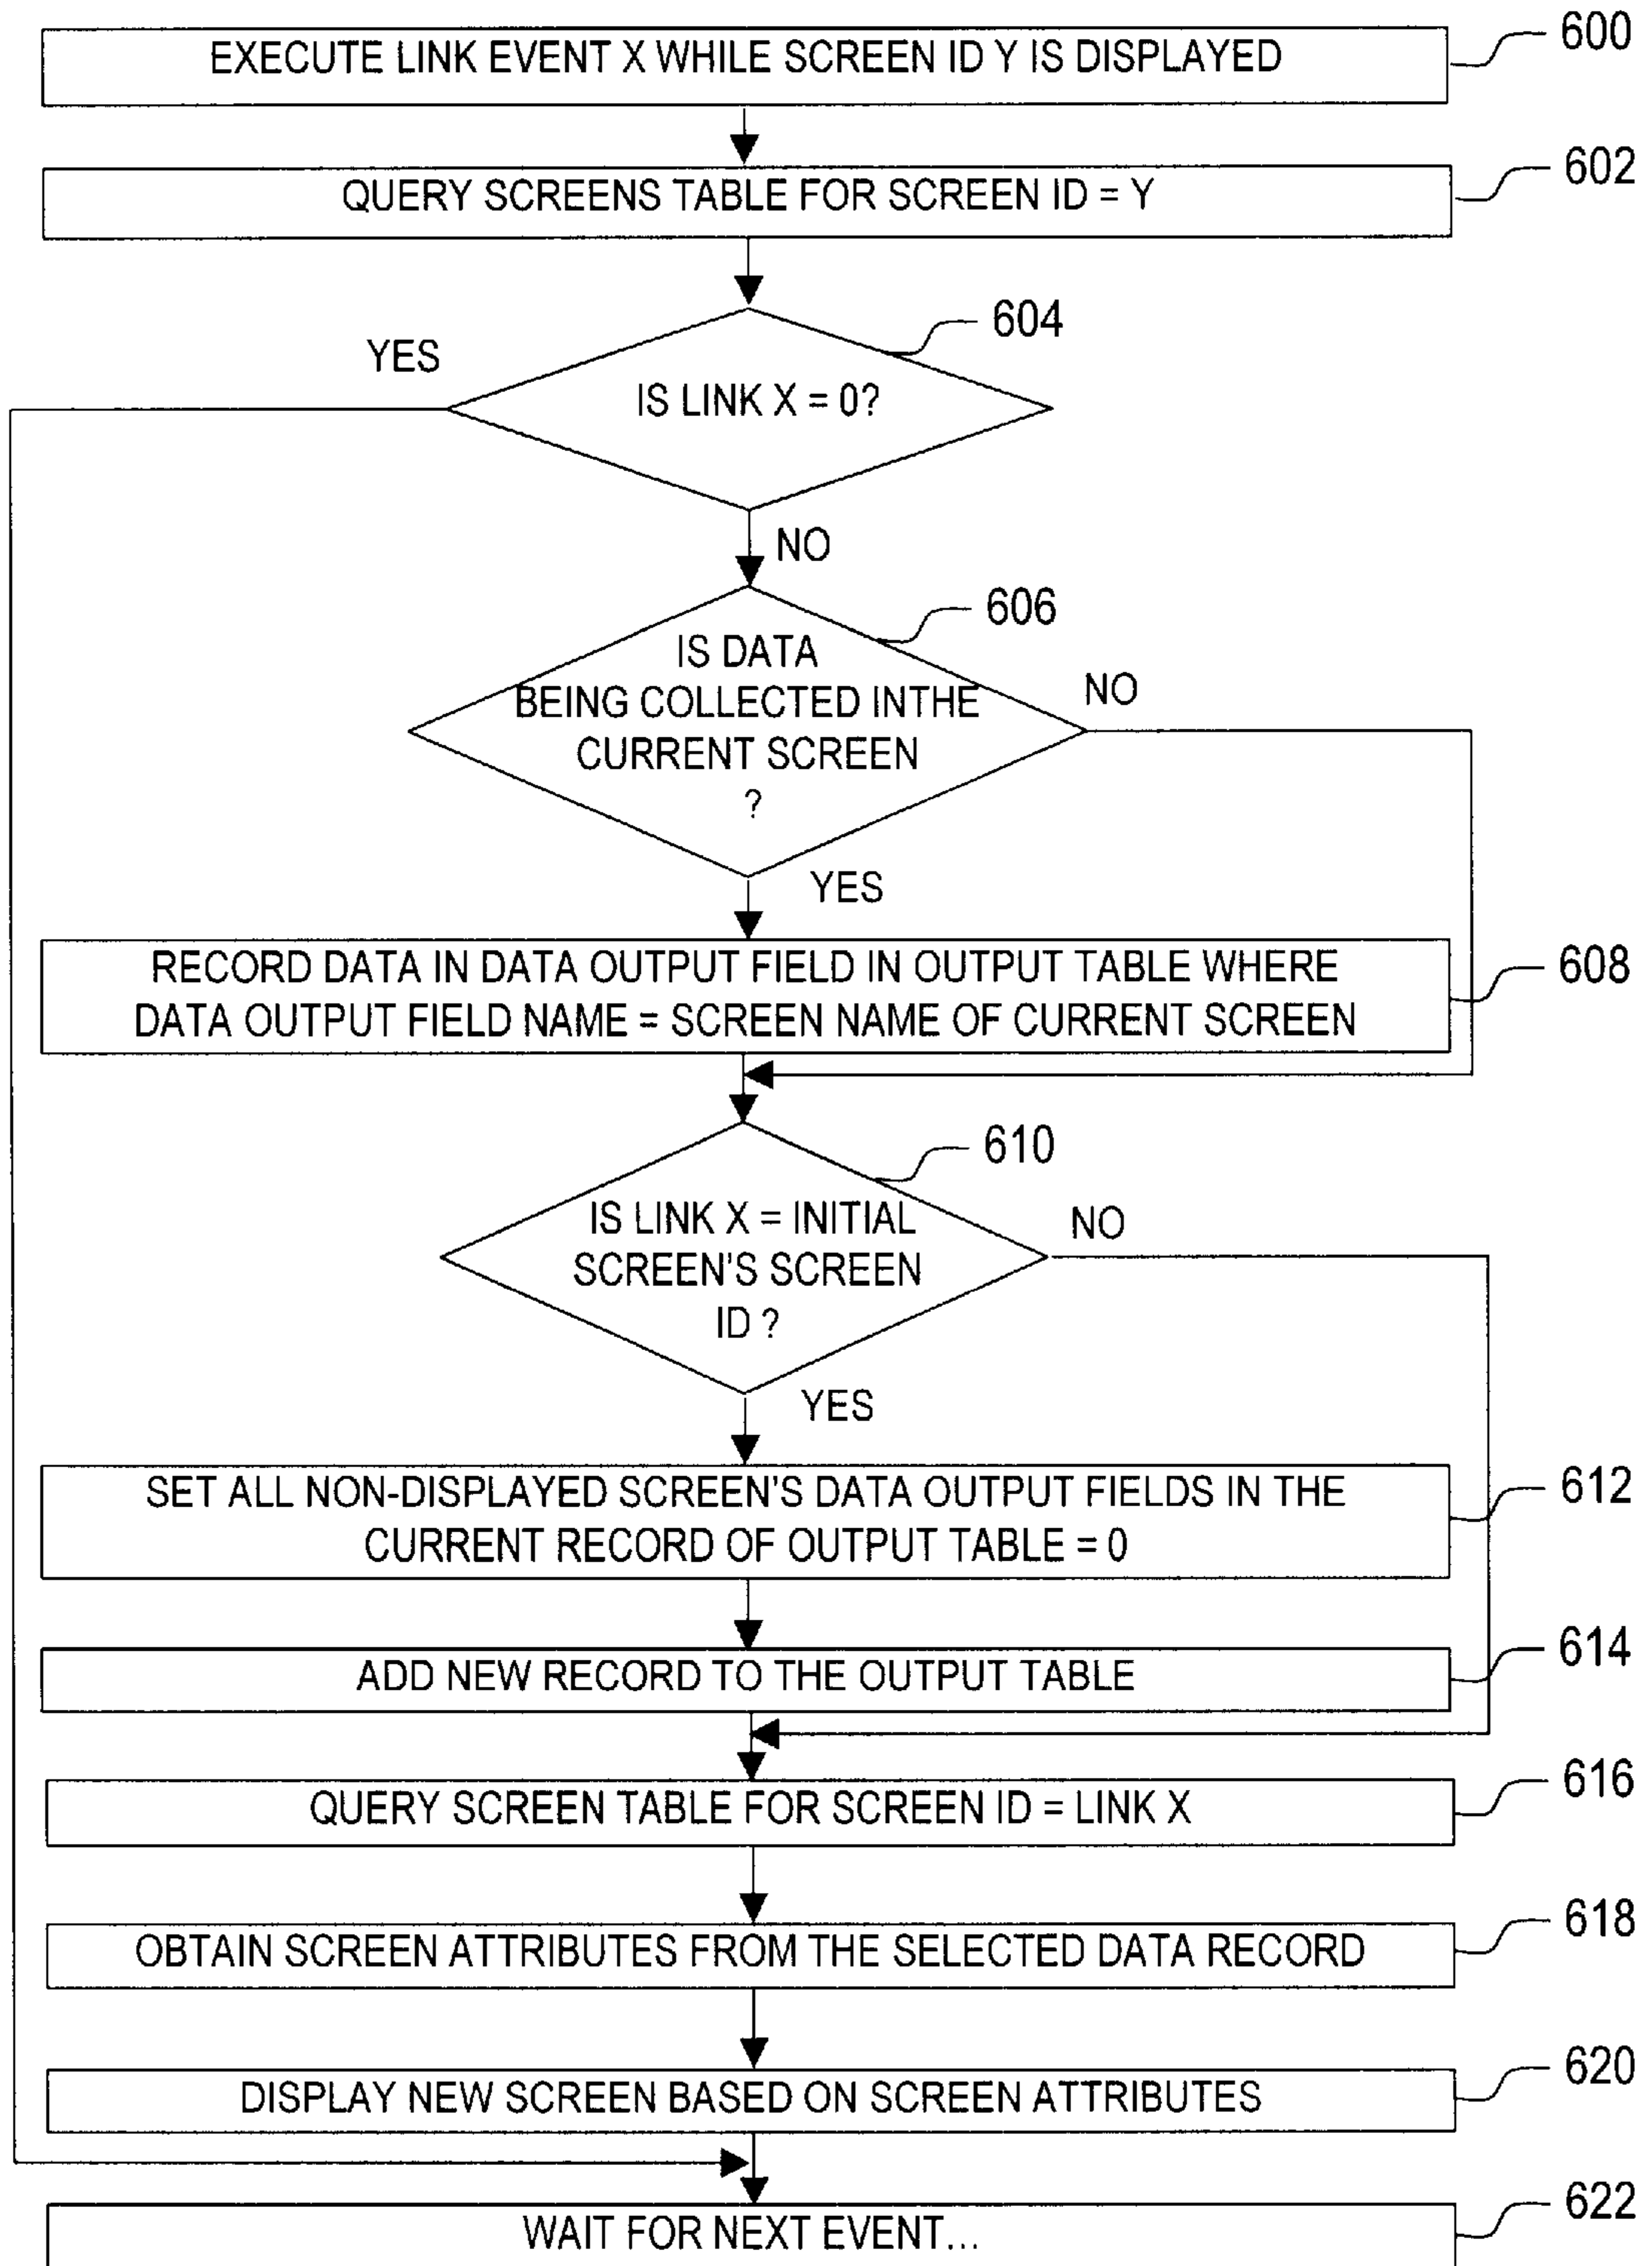 EXECUTE LINK EVENT X WHILE SCREEN ID Y IS DISPLAYED
600
QUERY SCREENS TABLE FOR SCREEN ID = Y
602
604
YES
IS LINK X = 0?
NO
606
IS DATA
BEING COLLECTED INTHE
CURRENT SCREEN
?
NO
YES
RECORD DATA IN DATA OUTPUT FIELD IN OUTPUT TABLE WHERE
DATA OUTPUT FIELD NAME = SCREEN NAME OF CURRENT SCREEN
608
610
IS LINK X = INITIAL
SCREEN'S SCREEN
ID ?
NO
YES
SET ALL NON-DISPLAYED SCREEN'S DATA OUTPUT FIELDS IN THE
CURRENT RECORD OF OUTPUT TABLE = 0
612
ADD NEW RECORD TO THE OUTPUT TABLE
614
QUERY SCREEN TABLE FOR SCREEN ID = LINK X
616
OBTAIN SCREEN ATTRIBUTES FROM THE SELECTED DATA RECORD
618
DISPLAY NEW SCREEN BASED ON SCREEN ATTRIBUTES
620
WAIT FOR NEXT EVENT...
622